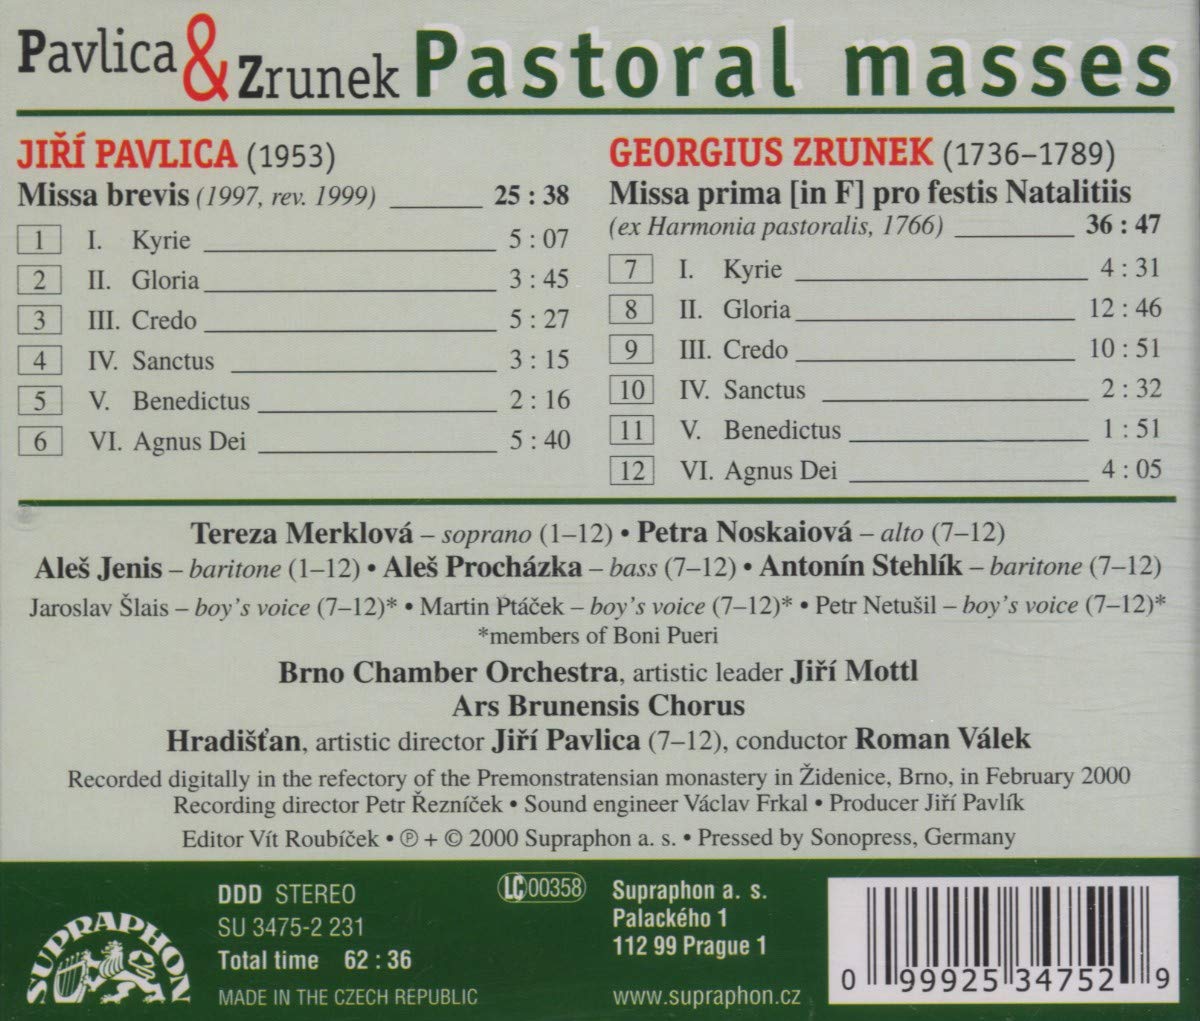 Pavlica & Zrunek Pastoral masses
JIŘÍ PAVLICA (1953)
Missa brevis (1997, rev. 1999) 25 : 38
1 I. Kyrie 5 : 07
2 II. Gloria 3 : 45
3 III. Credo 5 : 27
4 IV. Sanctus 3 : 15
5 V. Benedictus 2 : 16
6 VI. Agnus Dei 5 : 40
GEORGIUS ZRUNEK (1736–1789)
Missa prima [in F] pro festis Natalitiis
(ex Harmonia pastoralis, 1766) 36 : 47
7 I. Kyrie 4 : 31
8 II. Gloria 12 : 46
9 III. Credo 10 : 51
10 IV. Sanctus 2 : 32
11 V. Benedictus 1 : 51
12 VI. Agnus Dei 4 : 05
Tereza Merklová – soprano (1–12) • Petra Noskaiová – alto (7–12)
Aleš Jenis – baritone (1–12) • Aleš Procházka – bass (7–12) • Antonín Stehlík – baritone (7–12)
Jaroslav Šlais – boy's voice (7–12)* • Martin Ptáček – boy's voice (7–12)* • Petr Netušil – boy's voice (7–12)*
*members of Boni Pueri
Brno Chamber Orchestra, artistic leader Jiří Mottl
Ars Brunensis Chorus
Hradišťan, artistic director Jiří Pavlica (7–12), conductor Roman Válek
Recorded digitally in the refectory of the Premonstratensian monastery in Židenice, Brno, in February 2000
Recording director Petr Řezníček • Sound engineer Václav Frkal • Producer Jiří Pavlík
Editor Vít Roubíček • ℗ + © 2000 Supraphon a. s. • Pressed by Sonopress, Germany
SUPRAPHON
DDD STEREO
SU 3475-2 231
Total time 62 : 36
MADE IN THE CZECH REPUBLIC
LC 00358
Supraphon a. s.
Palackého 1
112 99 Prague 1
www.supraphon.cz
0 99925 34752 9